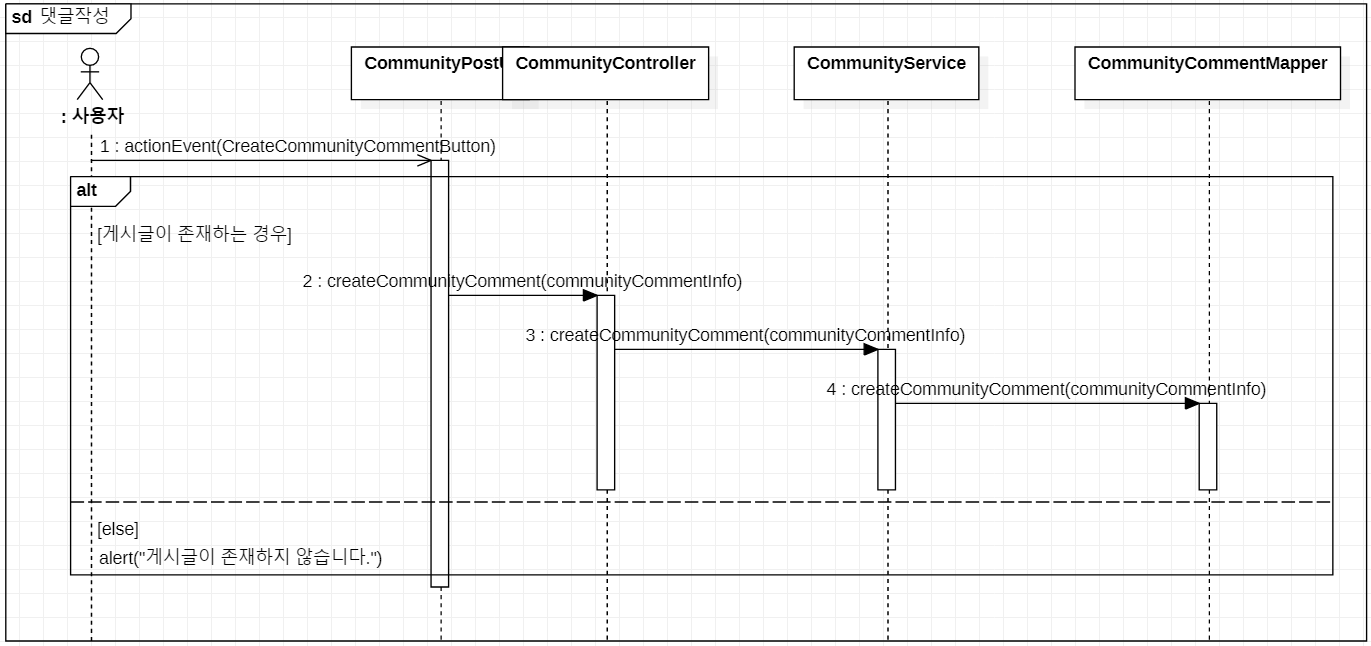 sd 댓글작성
: 사용자
CommunityPost
CommunityController
CommunityService
CommunityCommentMapper
1 : actionEvent(CreateCommunityCommentButton)
alt
[게시글이 존재하는 경우]
2 : createCommunityComment(communityCommentInfo)
3 : createCommunityComment(communityCommentInfo)
4 : createCommunityComment(communityCommentInfo)
[else]
alert("게시글이 존재하지 않습니다.")